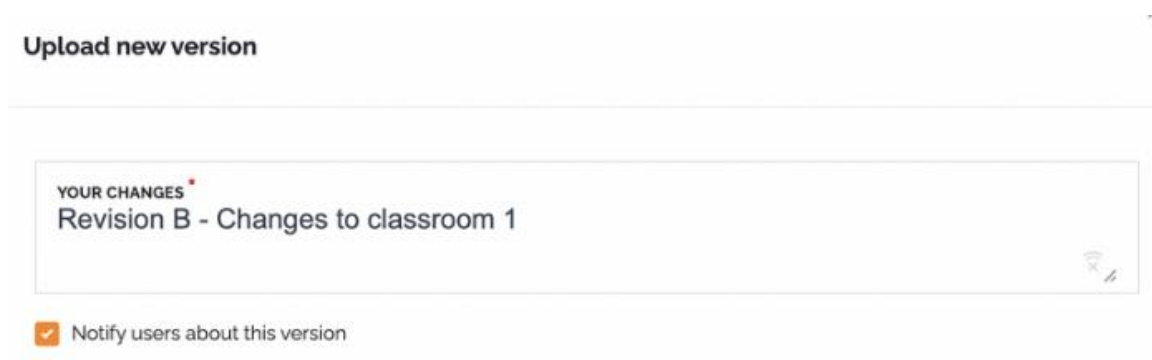 Upload new version
YOUR CHANGES *
Revision B - Changes to classroom 1
Notify users about this version